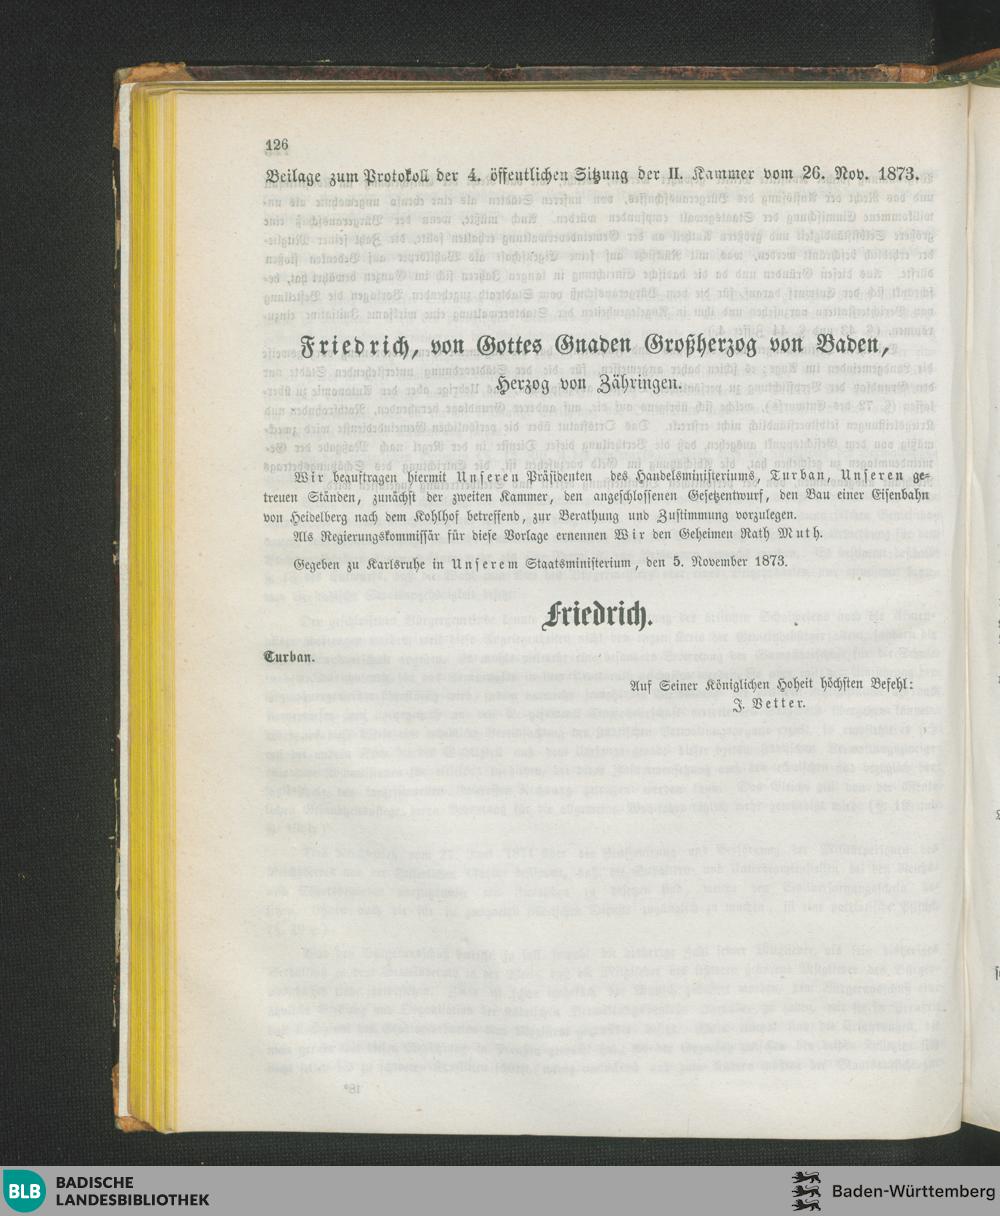 126
Beilage zum Protokoll der 4. öffentlichen Sitzung der II. Kammer vom 26. Nov. 1873.
Friedrich, von Gottes Gnaden Großherzog von Baden,
Herzog von Zähringen.
Wir beauftragen hiermit Unseren Präsidenten des Handelsministeriums, Turban, Unseren ge-
treuen Ständen, zunächst der zweiten Kammer, den angeschlossenen Gesetzentwurf, den Bau einer Eisenbahn
von Heidelberg nach dem Kohlhof betreffend, zur Berathung und Zustimmung vorzulegen.
Als Regierungskommissär für diese Vorlage ernennen Wir den Geheimen Rath Muth.
Gegeben zu Karlsruhe in Unserem Staatsministerium, den 5. November 1873.
Friedrich.
Turban.
Auf Seiner Königlichen Hoheit höchsten Befehl:
J. Vetter.
BLB BADISCHE
LANDESBIBLIOTHEK
Baden-Württemberg